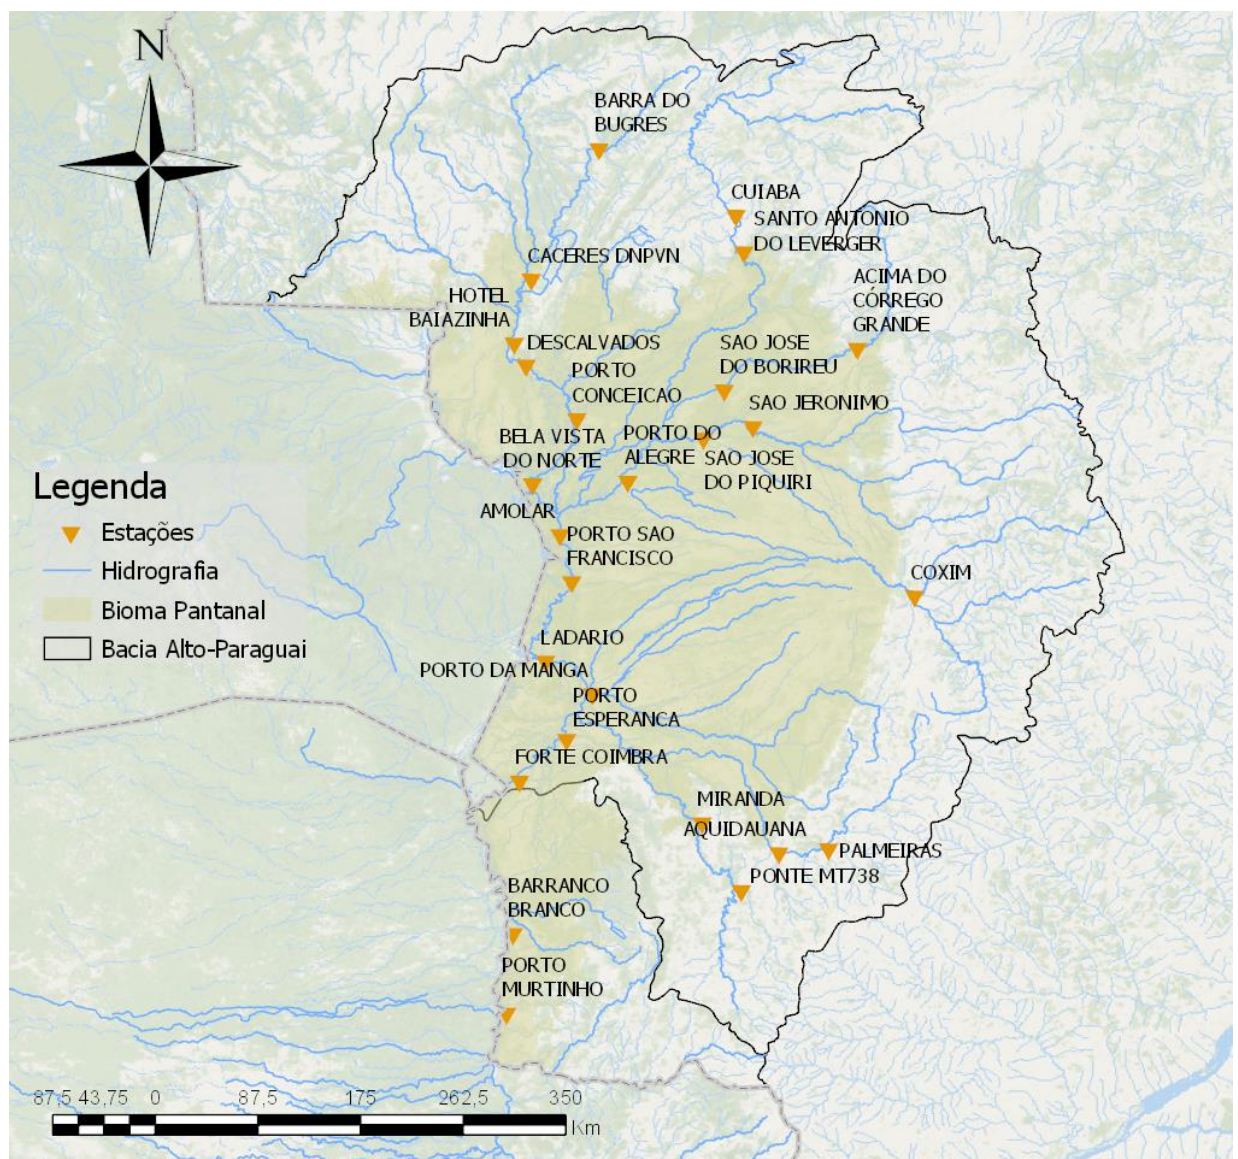 N
BARRA DO
BUGRES
CUIABA
SANTO ANTONIO
DO LEVERGER
CACERES DNPVN
ACIMA DO
CÓRREGO
GRANDE
HOTEL
BAIAZINHA
DESCALVADOS
SAO JOSE
DO BORIREU
PORTO
CONCEICAO
SAO JERONIMO
BELA VISTA
DO NORTE
PORTO DO
ALEGRE
SAO JOSE
DO PIQUIRI
Legenda
Estações
Hidrografia
Bioma Pantanal
Bacia Alto-Paraguai
AMOLAR
PORTO SAO
FRANCISCO
COXIM
LADARIO
PORTO DA MANGA
PORTO
ESPERANCA
FORTE COIMBRA
MIRANDA
AQUIDAUANA
PALMEIRAS
PONTE MT738
BARRANCO
BRANCO
PORTO
MURTINHO
87,5 43,75 0 87,5 175 262,5 350
Km